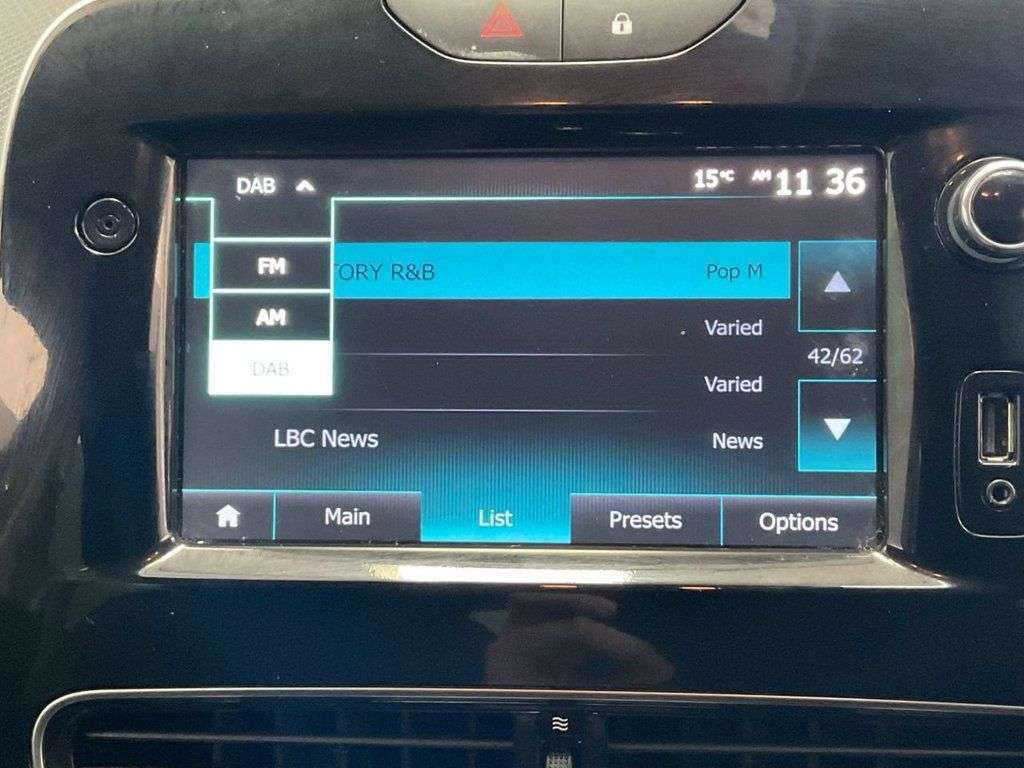 DAB 15°C AM 11 36
FM TORY R&B Pop M
AM Varied
42/62
DAB Varied
LBC News News
Main List Presets Options